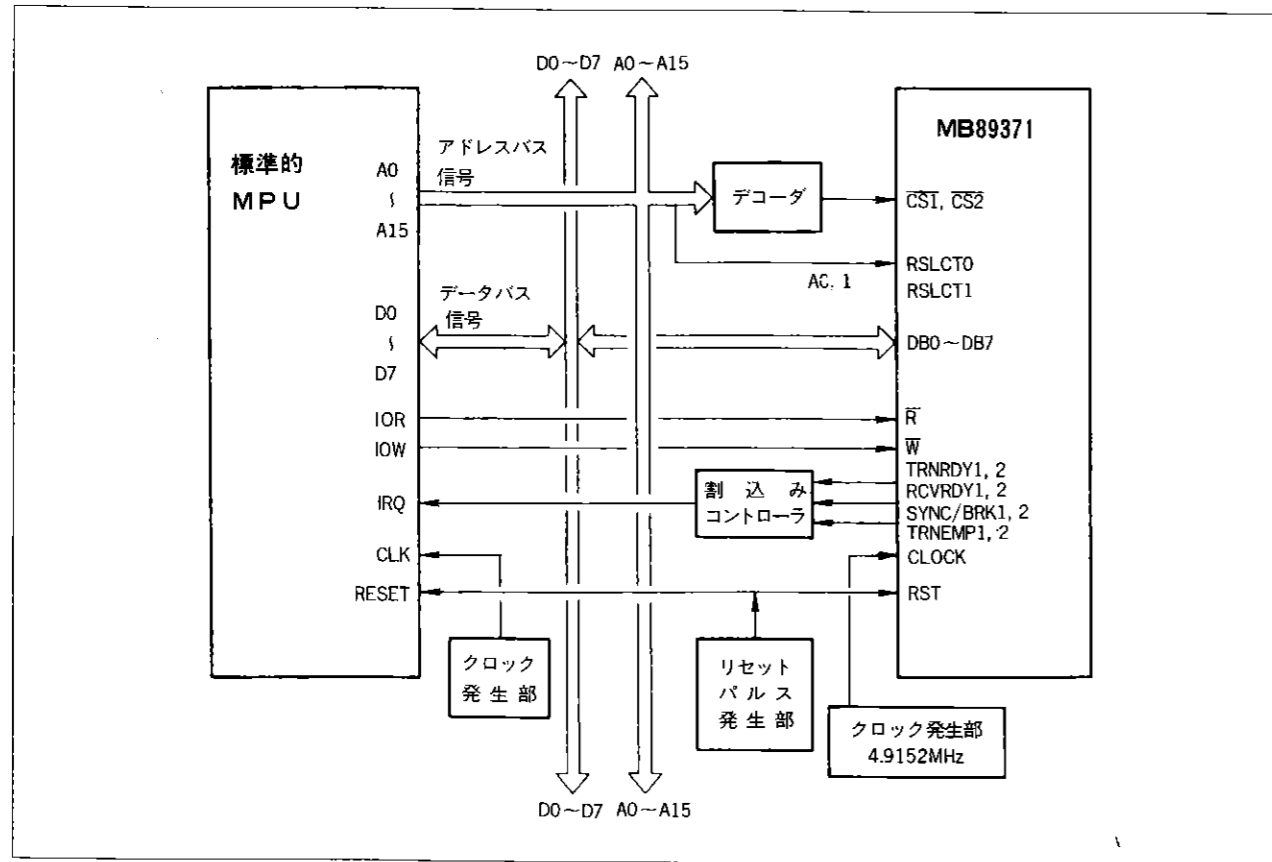 D0～D7 A0～A15
標準的
MPU
A0
～
A15
D0
～
D7
IOR
IOW
IRQ
CLK
RESET
アドレスバス
信号
データバス
信号
デコーダ
A0, 1
割込み
コントローラ
クロック
発生部
リセット
パルス
発生部
クロック発生部
4.9152MHz
MB89371
CS1, CS2
RSLCT0
RSLCT1
DB0～DB7
R
W
TRNRDY1, 2
RCVRDY1, 2
SYNC/BRK1, 2
TRNEMP1, 2
CLOCK
RST
D0～D7 A0～A15